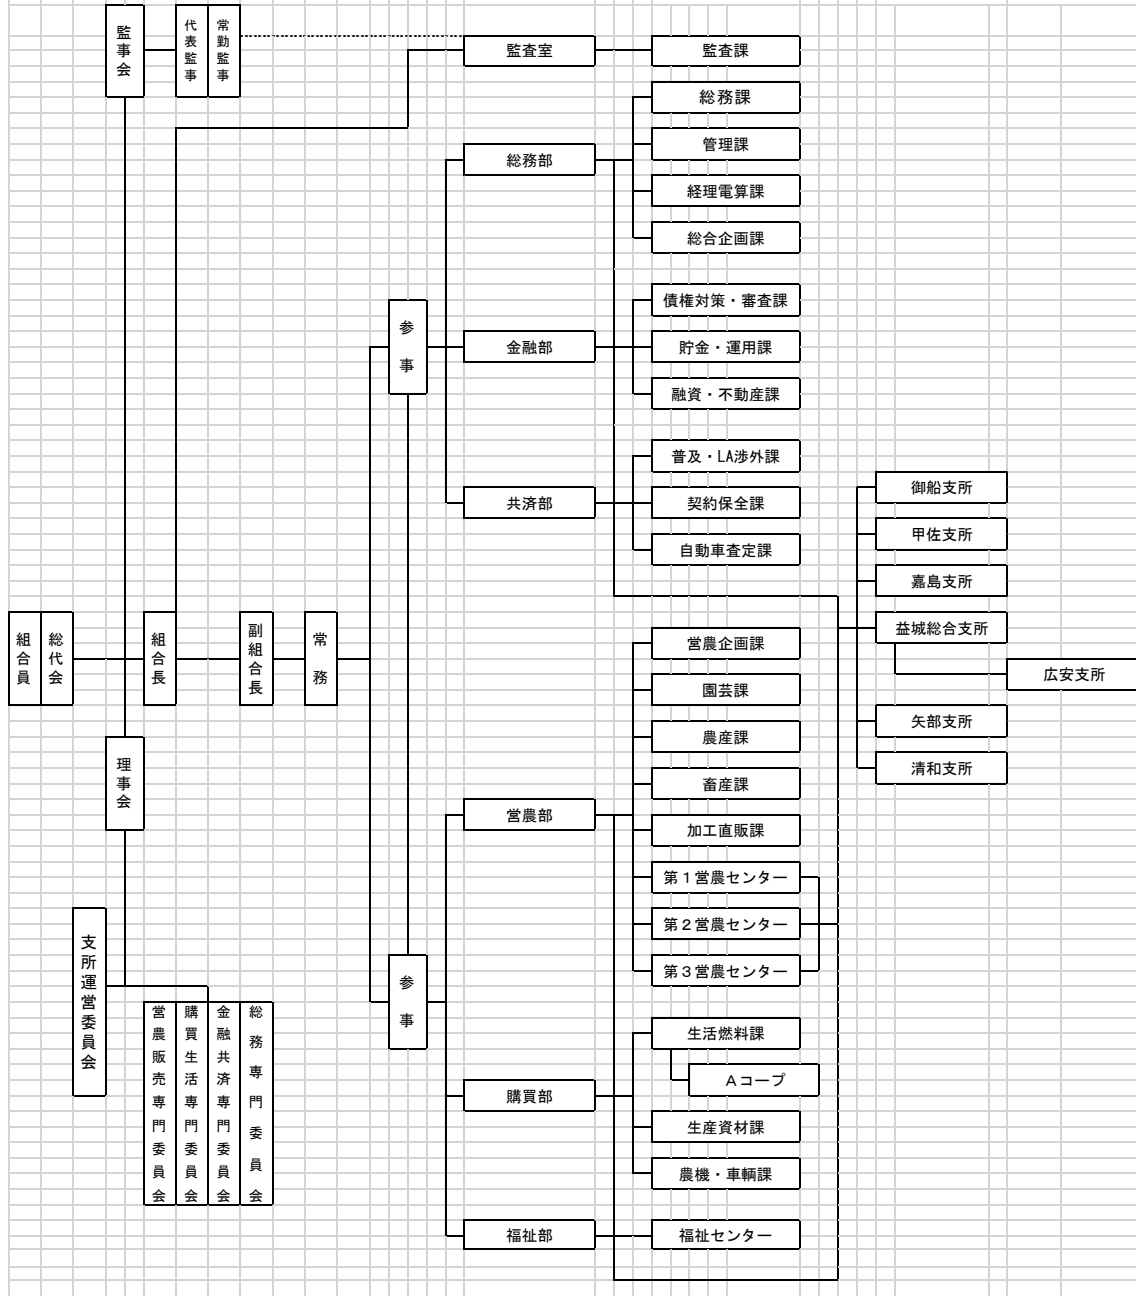 監事会
代表監事
常勤監事
監査室
監査課
総務課
管理課
総務部
経理電算課
総合企画課
参事
債権対策・審査課
金融部
貯金・運用課
融資・不動産課
普及・LA渉外課
共済部
契約保全課
自動車査定課
御船支所
甲佐支所
嘉島支所
益城総合支所
広安支所
矢部支所
清和支所
組合員
総代会
組合長
副組合長
常務
理事会
営農企画課
園芸課
農産課
畜産課
営農部
加工直販課
第1営農センター
第2営農センター
第3営農センター
支所運営委員会
営農販売専門委員会
購買生活専門委員会
金融共済専門委員会
総務専門委員会
参事
生活燃料課
Aコープ
購買部
生産資材課
農機・車輌課
福祉部
福祉センター